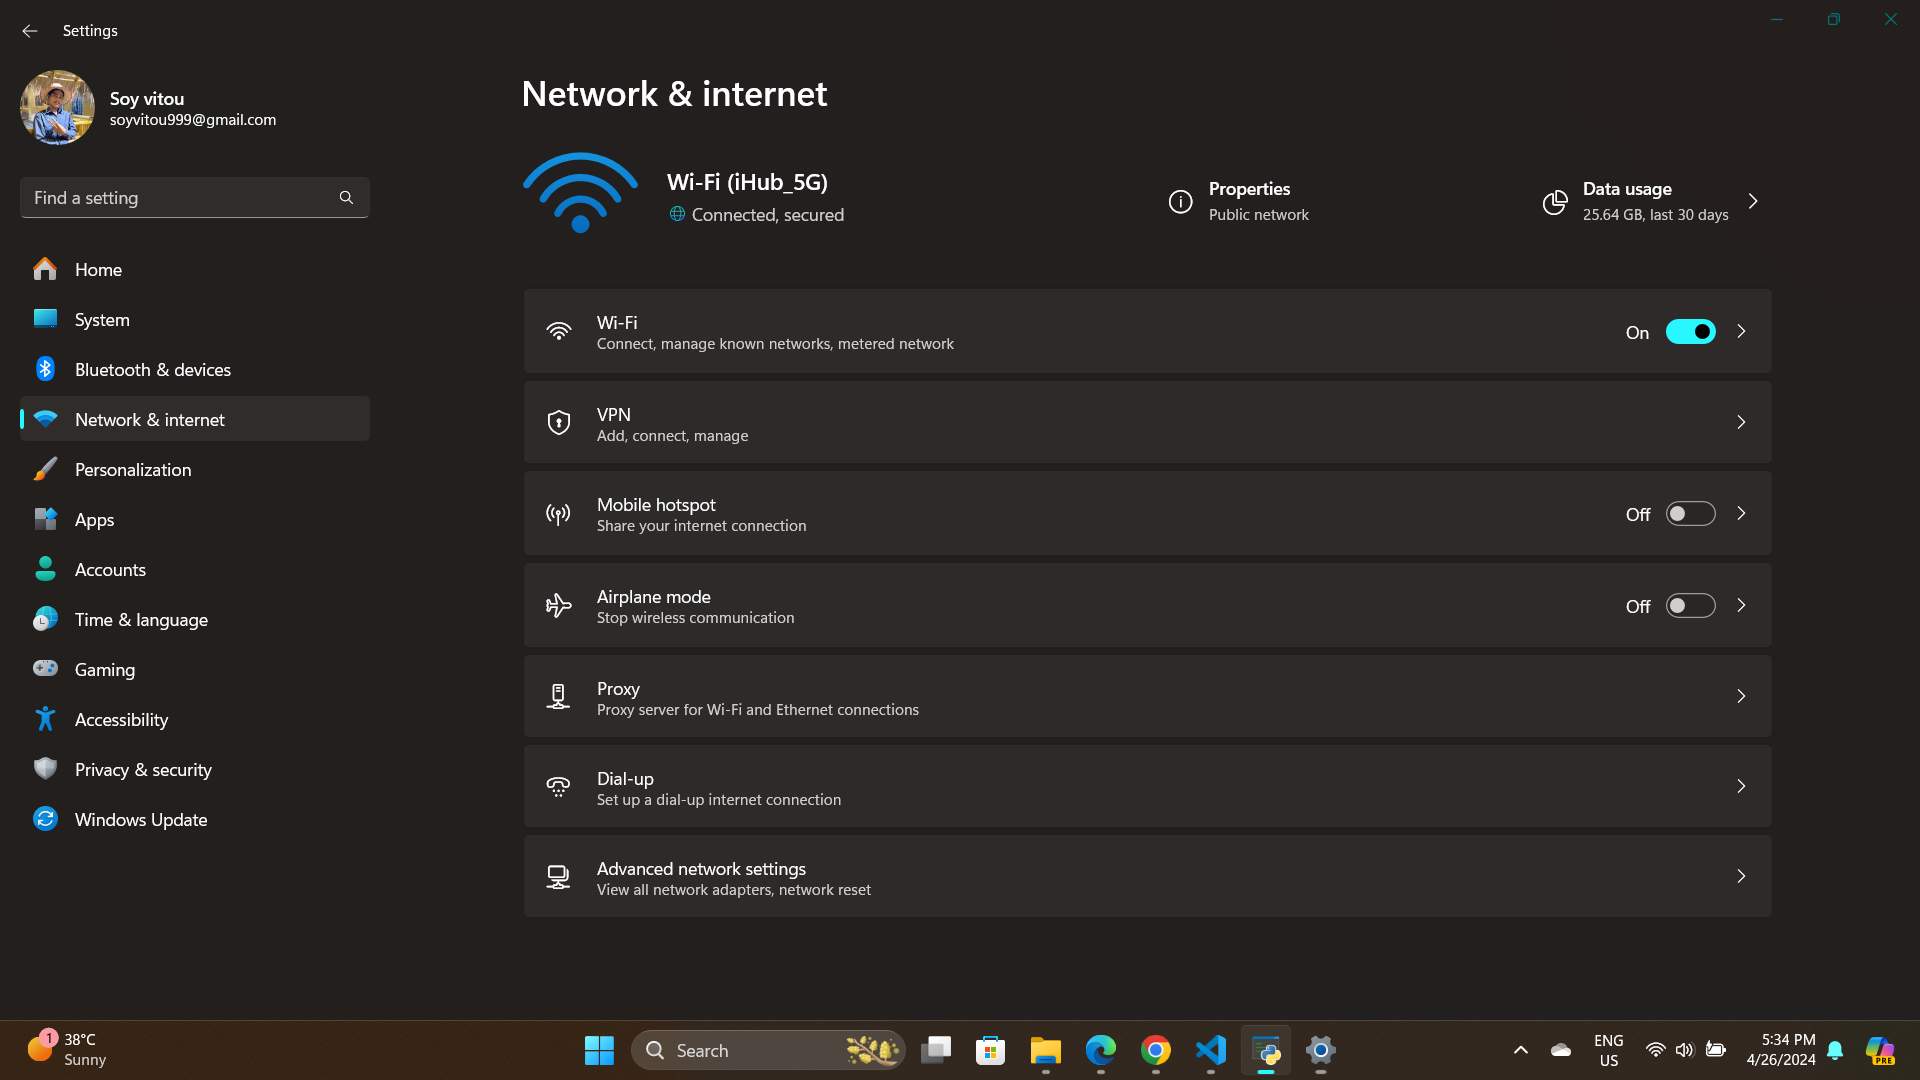 Settings
Soy vitou
soyvitou999@gmail.com
Find a setting
Home
System
Bluetooth & devices
Network & internet
Personalization
Apps
Accounts
Time & language
Gaming
Accessibility
Privacy & security
Windows Update
Network & internet
Wi-Fi (iHub_5G)
Connected, secured
Properties
Public network
Data usage
25.64 GB, last 30 days
Wi-Fi
Connect, manage known networks, metered network
On
VPN
Add, connect, manage
Mobile hotspot
Share your internet connection
Off
Airplane mode
Stop wireless communication
Off
Proxy
Proxy server for Wi-Fi and Ethernet connections
Dial-up
Set up a dial-up internet connection
Advanced network settings
View all network adapters, network reset
1
38°C
Sunny
Search
ENG
US
5:34 PM
4/26/2024
PRE